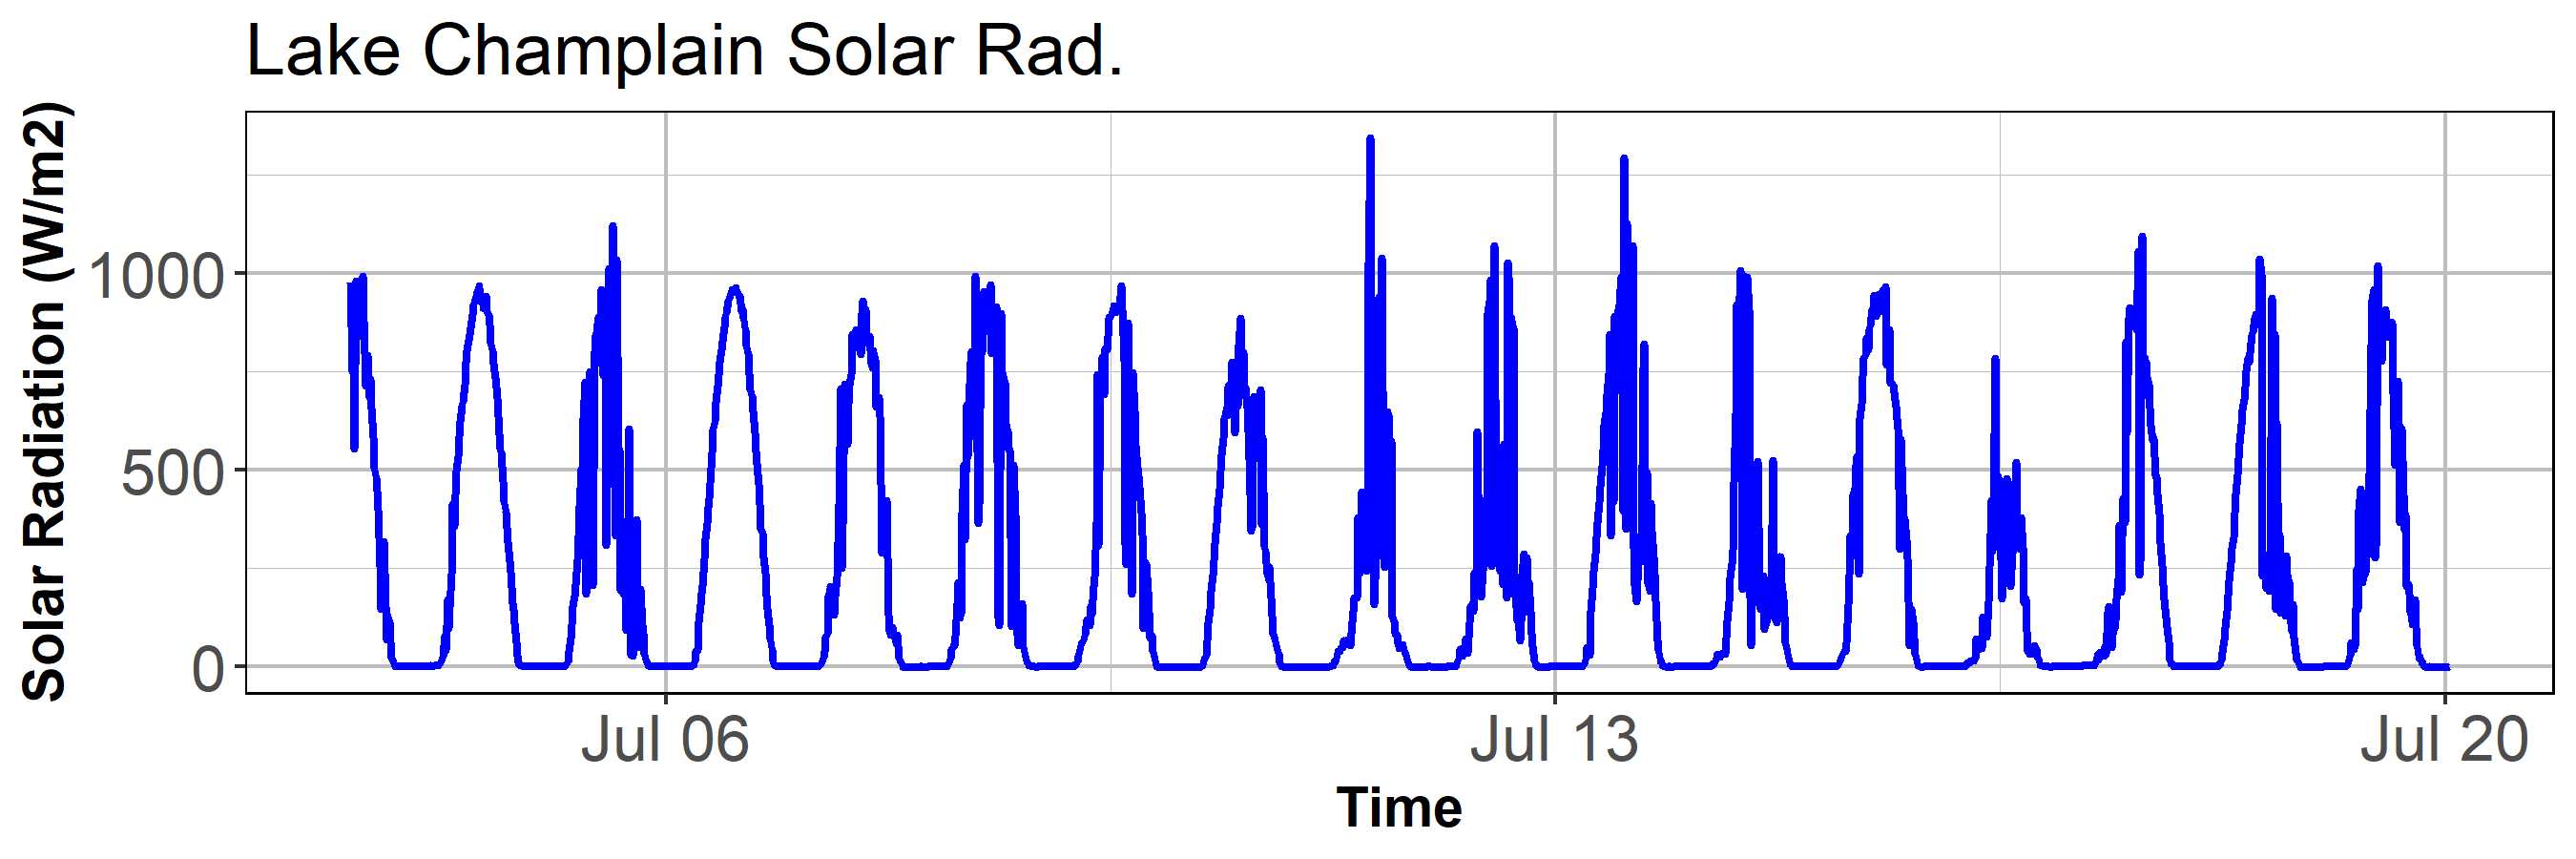 Lake Champlain Solar Rad.
Solar Radiation (W/m2)
1000
500
0
Jul 06 Jul 13 Jul 20
Time